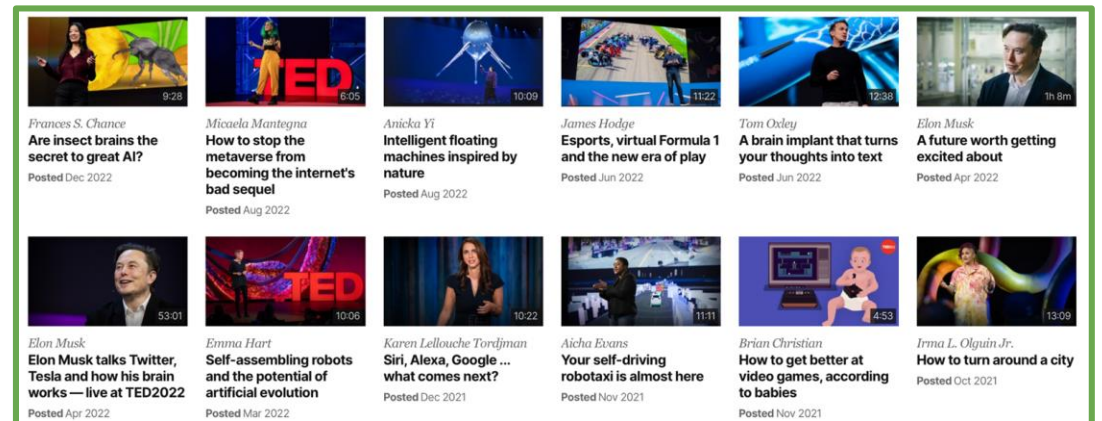 9:28
Frances S. Chance
Are insect brains the
secret to great AI?
Posted Dec 2022
TED
6:05
Micaela Mantegna
How to stop the
metaverse from
becoming the internet's
bad sequel
Posted Aug 2022
10:09
Anicka Yi
Intelligent floating
machines inspired by
nature
Posted Aug 2022
11:22
James Hodge
Esports, virtual Formula 1
and the new era of play
Posted Jun 2022
12:38
Tom Oxley
A brain implant that turns
your thoughts into text
Posted Jun 2022
1h 8m
Elon Musk
A future worth getting
excited about
Posted Apr 2022
53:01
Elon Musk
Elon Musk talks Twitter,
Tesla and how his brain
works — live at TED2022
Posted Apr 2022
TED
10:06
Emma Hart
Self-assembling robots
and the potential of
artificial evolution
Posted Mar 2022
10:22
Karen Lellouche Tordjman
Siri, Alexa, Google ...
what comes next?
Posted Dec 2021
11:11
Aicha Evans
Your self-driving
robotaxi is almost here
Posted Nov 2021
4:53
Brian Christian
How to get better at
video games, according
to babies
Posted Nov 2021
13:09
Irma L. Olguin Jr.
How to turn around a city
Posted Oct 2021